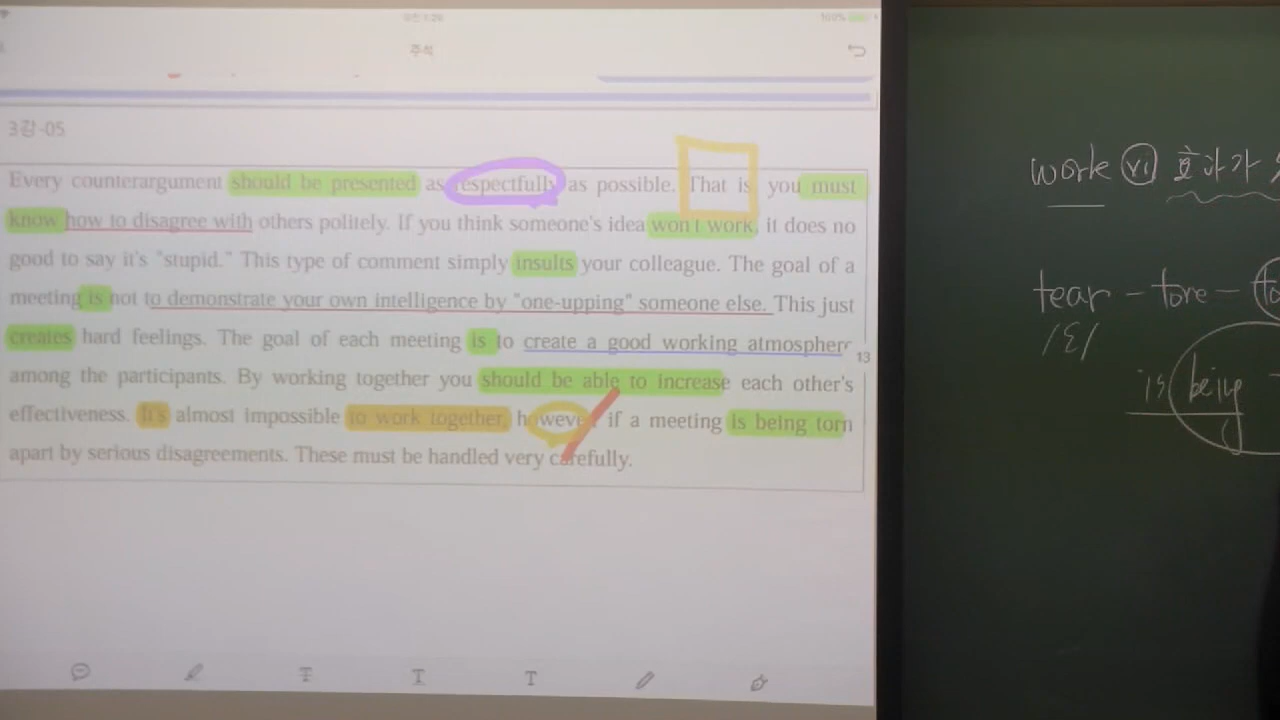 100%
주석
3강-05
Every counterargument should be presented as respectfully as possible. That is you must
know how to disagree with others politely. If you think someone's idea won't work, it does no
good to say it's "stupid." This type of comment simply insults your colleague. The goal of a
meeting is not to demonstrate your own intelligence by "one-upping" someone else. This just
creates hard feelings. The goal of each meeting is to create a good working atmosphere
13
among the participants. By working together you should be able to increase each other's
effectiveness. It's almost impossible to work together, however if a meeting is being torn
apart by serious disagreements. These must be handled very carefully.
T
T
T
work vi 효과가
tear - tore - to
/ε/
is being